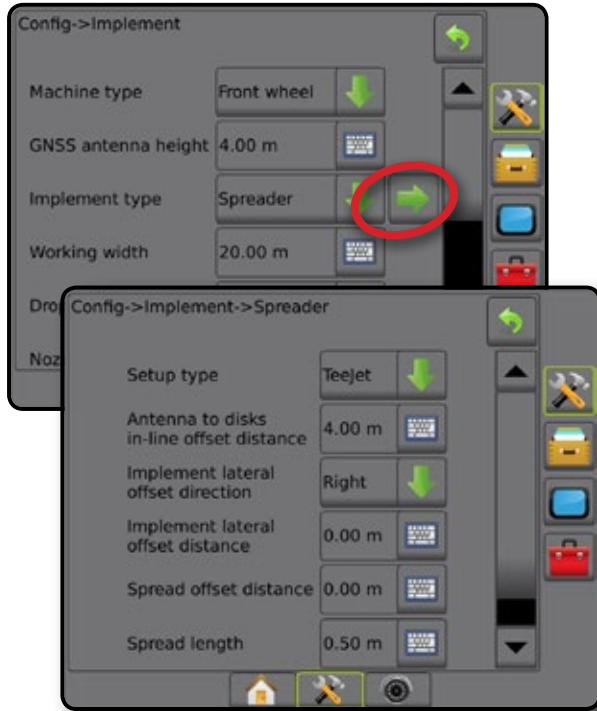 Config->Implement
Machine type Front wheel
GNSS antenna height 4.00 m
Implement type Spreader
Working width 20.00 m
Config->Implement->Spreader
Setup type TeeJet
Antenna to disks
in-line offset distance 4.00 m
Implement lateral
offset direction Right
Implement lateral
offset distance 0.00 m
Spread offset distance 0.00 m
Spread length 0.50 m